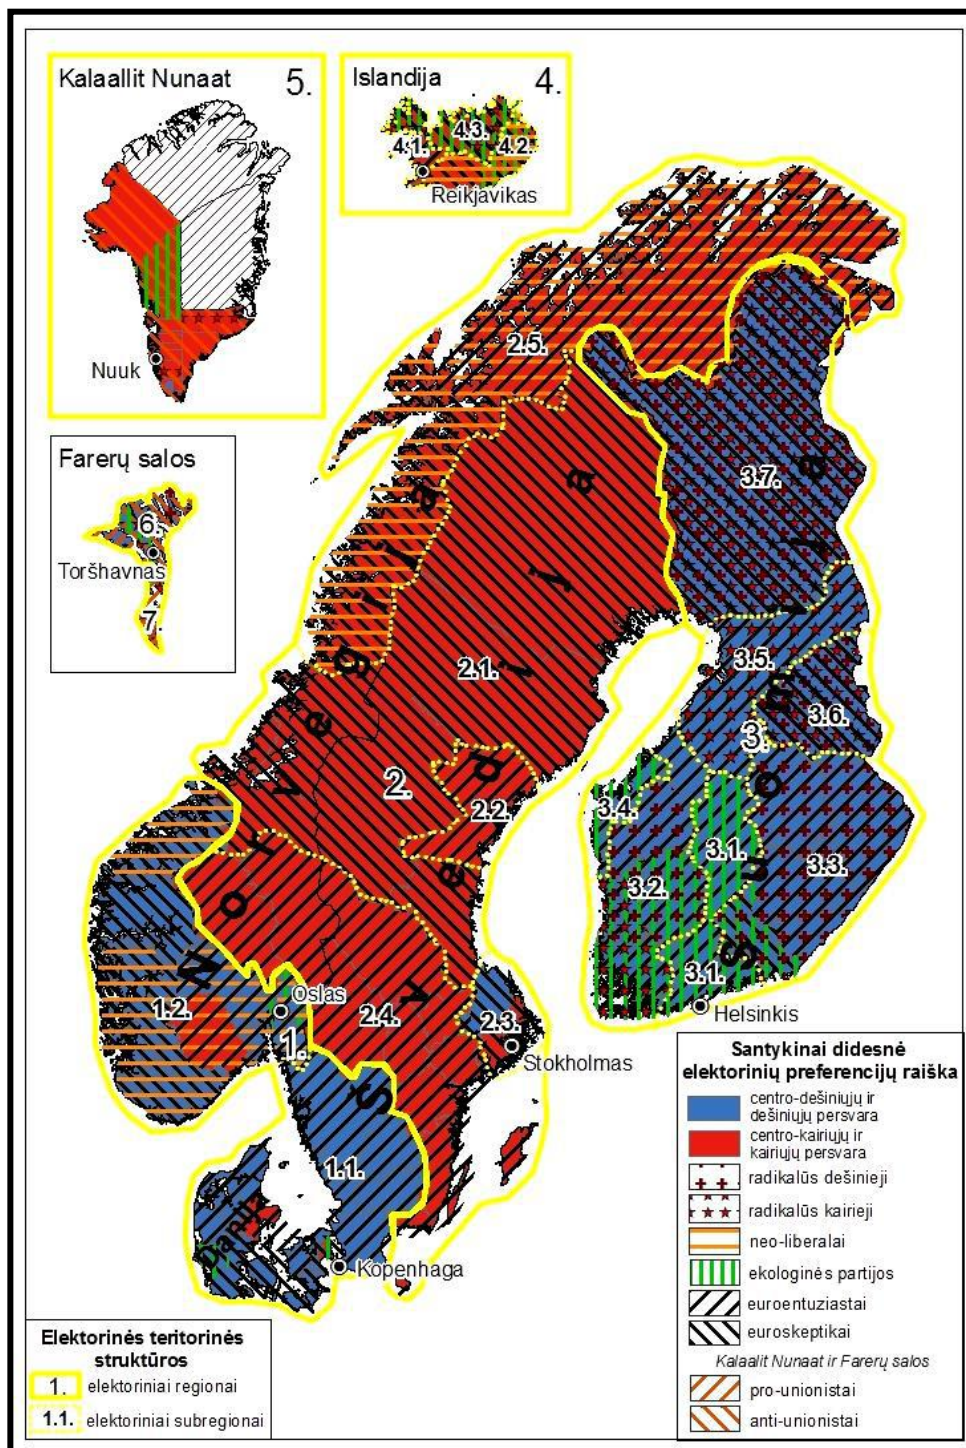 Kalaallit Nunaat
5.
Nuuk
Islandija
4.
4.1.
4.3.
4.2.
Reikjavikas
Farerų salos
6.
Toršhavnas
7.
Norvegija
Švedija
Suomija
Danija
2.5.
2.1.
2.
2.2.
2.4.
2.3.
Stokholmas
1.2.
Oslas
1.
1.1.
Kopenhaga
3.7.
3.5.
3.6.
3.
3.4.
3.1.
3.2.
3.3.
3.1.
Helsinkis
Santykinai didesnė
elektorinių preferencijų raiška
centro-dešiniųjų ir
dešiniųjų persvara
centro-kairiųjų ir
kairiųjų persvara
radikalūs dešinieji
radikalūs kairieji
neo-liberalai
ekologinės partijos
euroentuziastai
euroskeptikai
Kalaalit Nunaat ir Farerų salos
pro-unionistai
anti-unionistai
Elektorinės teritorinės
struktūros
1. elektoriniai regionai
1.1. elektoriniai subregionai